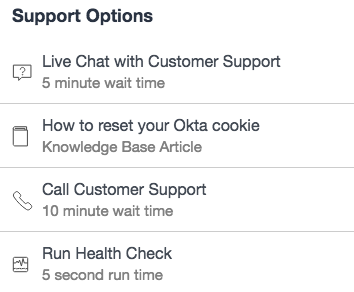 Support Options
Live Chat with Customer Support
5 minute wait time
How to reset your Okta cookie
Knowledge Base Article
Call Customer Support
10 minute wait time
Run Health Check
5 second run time